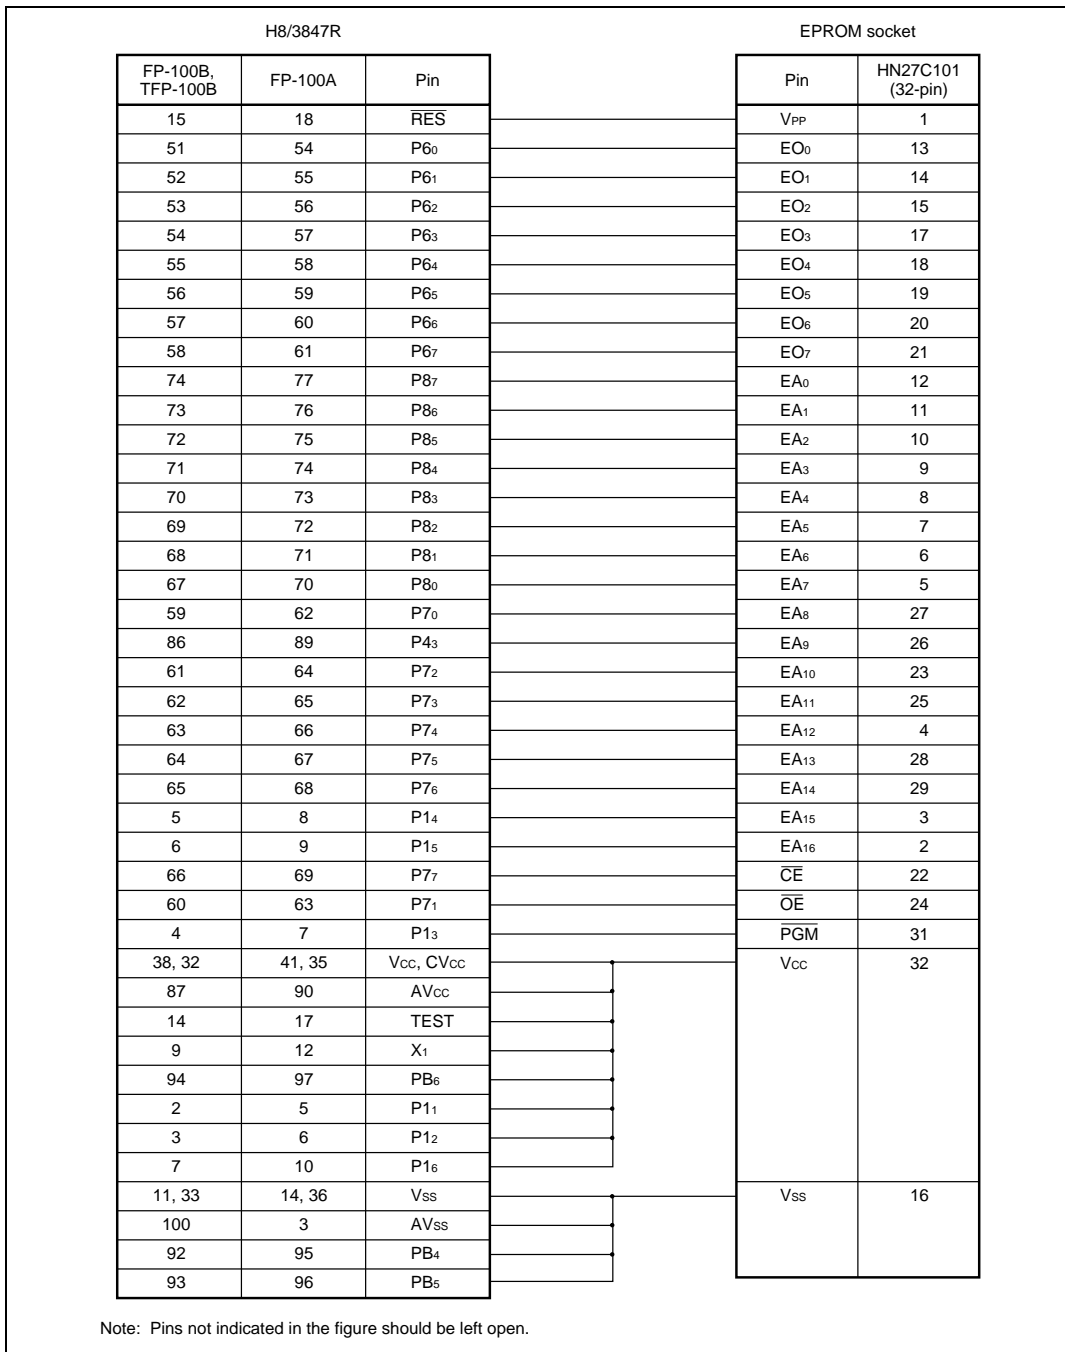 H8/3847R EPROM socket
FP-100B, TFP-100B FP-100A Pin Pin HN27C101 (32-pin)
15 18 R̅E̅S̅ VPP 1
51 54 P60 EO0 13
52 55 P61 EO1 14
53 56 P62 EO2 15
54 57 P63 EO3 17
55 58 P64 EO4 18
56 59 P65 EO5 19
57 60 P66 EO6 20
58 61 P67 EO7 21
74 77 P87 EA0 12
73 76 P86 EA1 11
72 75 P85 EA2 10
71 74 P84 EA3 9
70 73 P83 EA4 8
69 72 P82 EA5 7
68 71 P81 EA6 6
67 70 P80 EA7 5
59 62 P70 EA8 27
86 89 P43 EA9 26
61 64 P72 EA10 23
62 65 P73 EA11 25
63 66 P74 EA12 4
64 67 P75 EA13 28
65 68 P76 EA14 29
5 8 P14 EA15 3
6 9 P15 EA16 2
66 69 P77 C̅E̅ 22
60 63 P71 O̅E̅ 24
4 7 P13 P̅G̅M̅ 31
38, 32 41, 35 VCC, CVCC VCC 32
87 90 AVCC
14 17 TEST
9 12 X1
94 97 PB6
2 5 P11
3 6 P12
7 10 P16
11, 33 14, 36 VSS VSS 16
100 3 AVSS
92 95 PB4
93 96 PB5
Note: Pins not indicated in the figure should be left open.